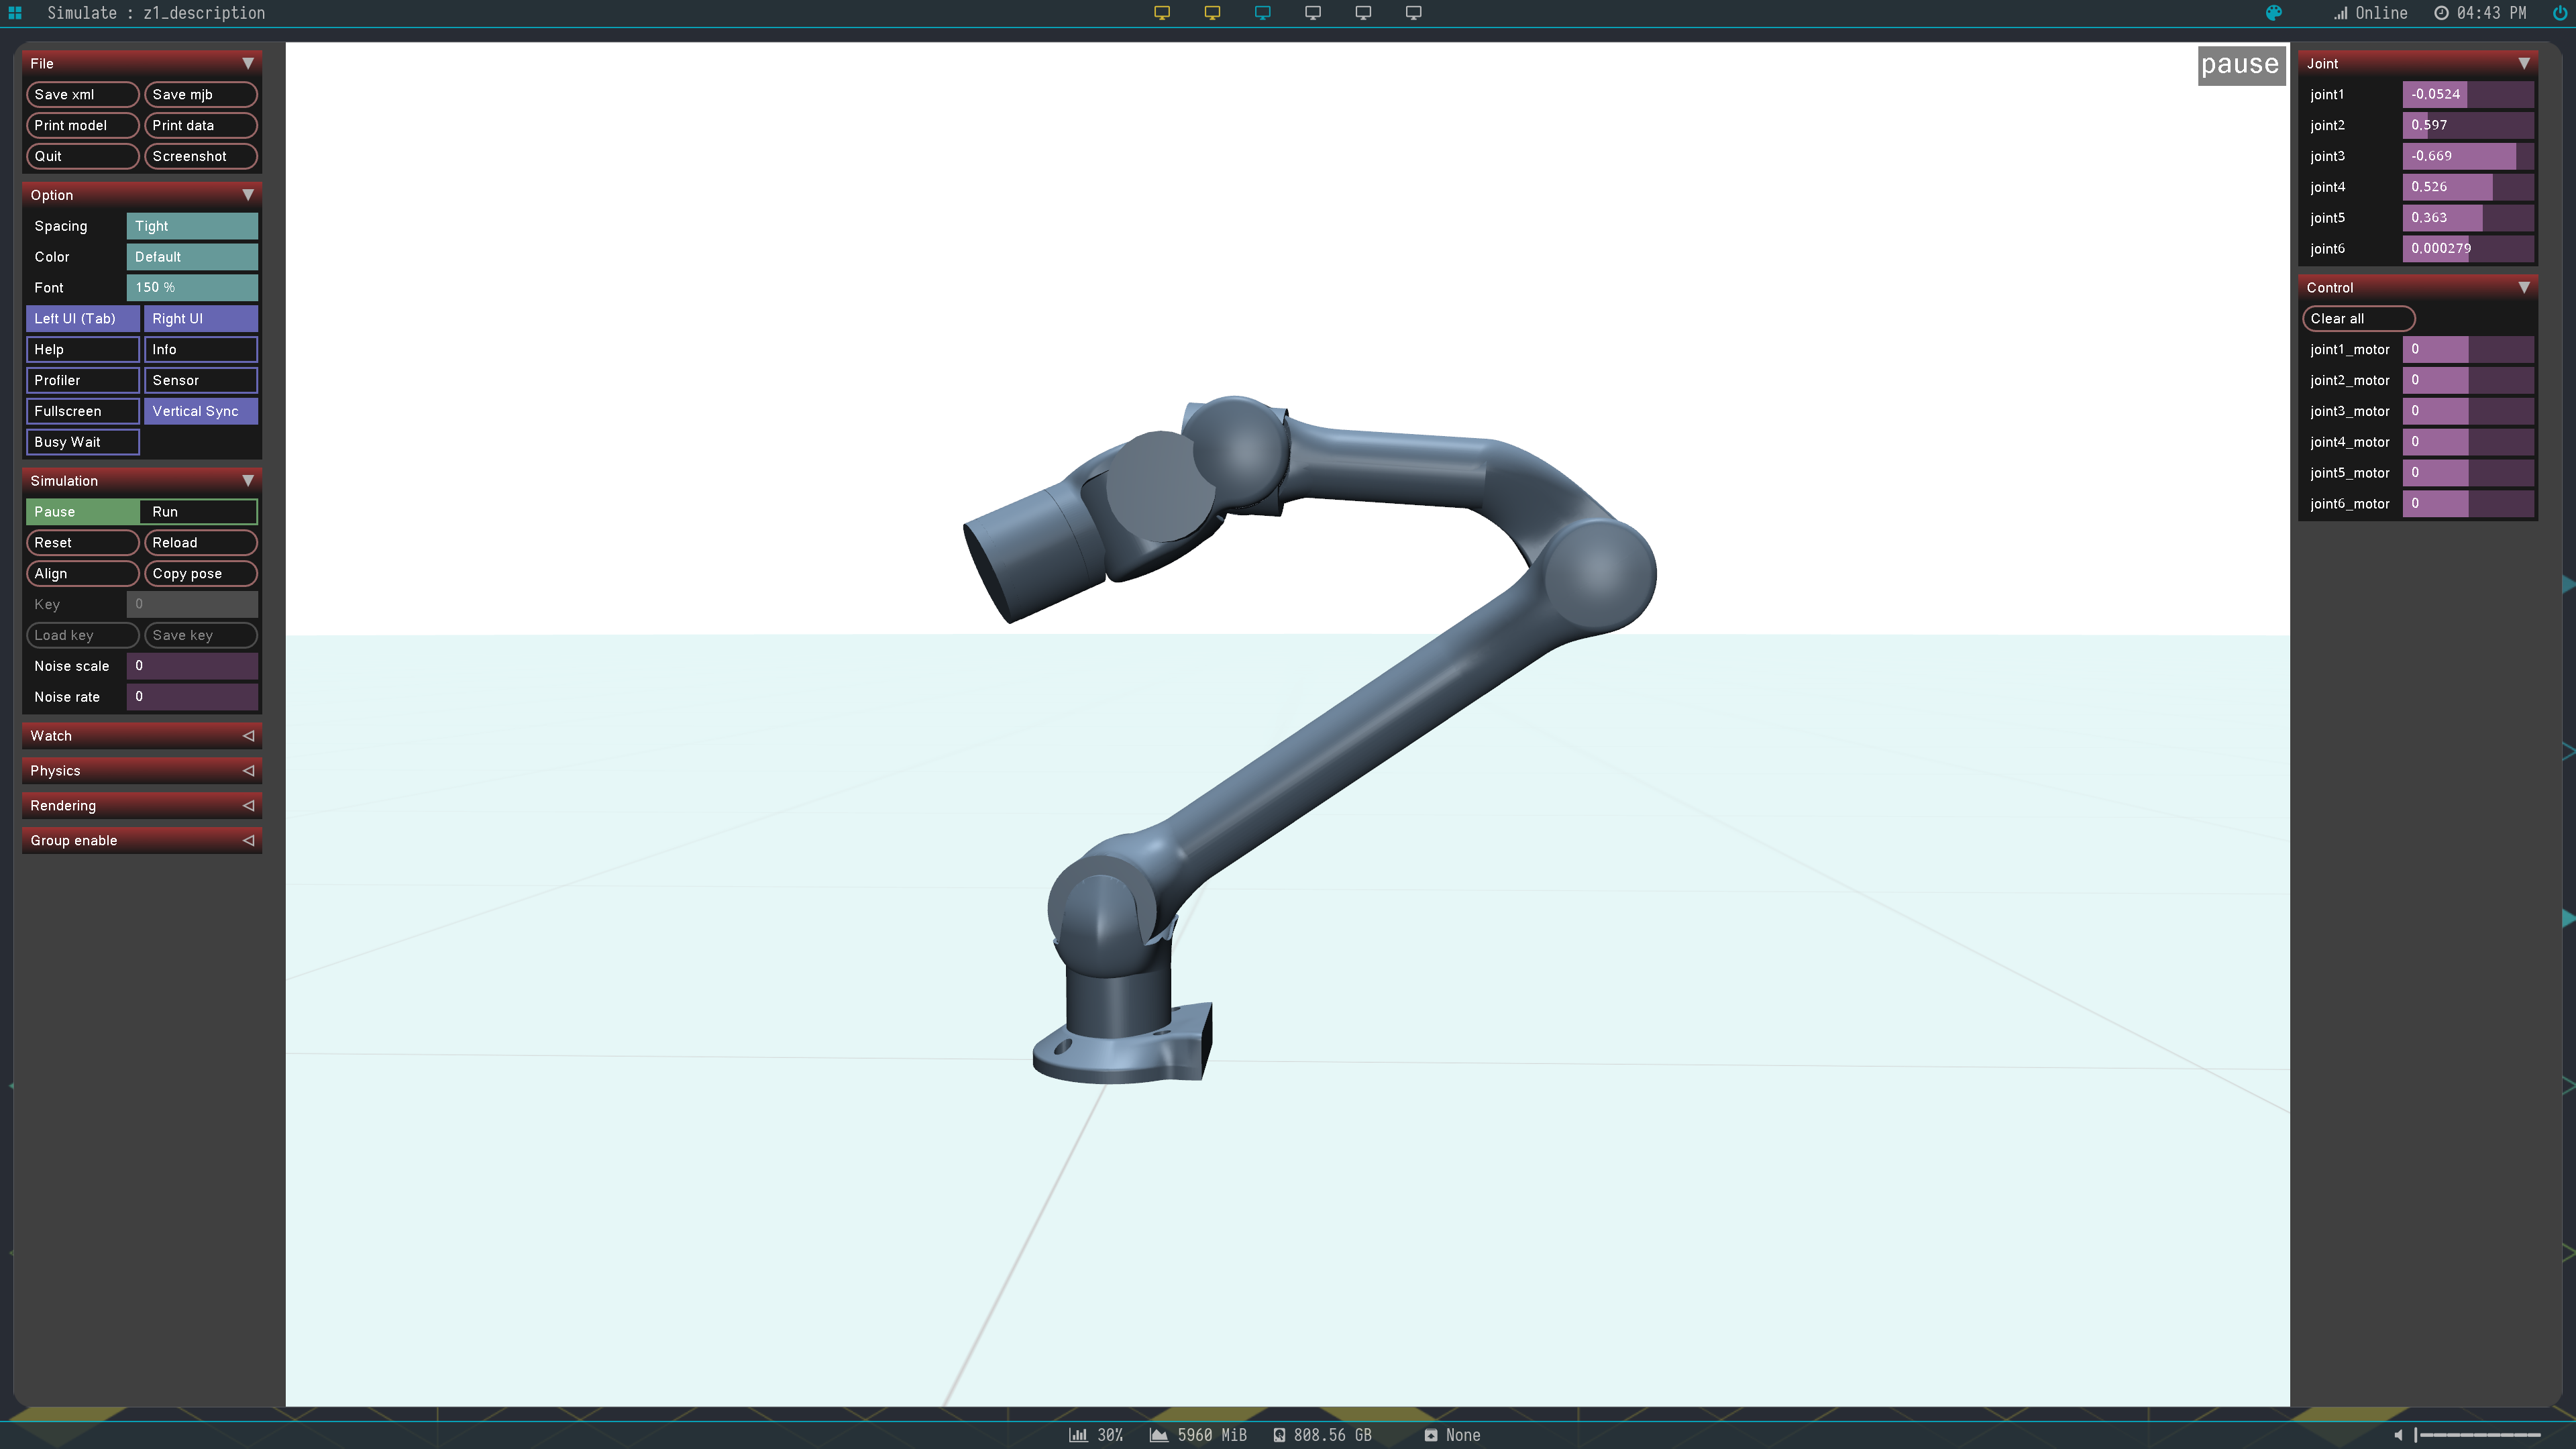 Simulate : z1_description
Online
04:43 PM
File
Save xml
Save mjb
Print model
Print data
Quit
Screenshot
Option
Spacing
Tight
Color
Default
Font
150 %
Left UI (Tab)
Right UI
Help
Info
Profiler
Sensor
Fullscreen
Vertical Sync
Busy Wait
Simulation
Pause
Run
Reset
Reload
Align
Copy pose
Key
0
Load key
Save key
Noise scale
0
Noise rate
0
Watch
Physics
Rendering
Group enable
pause
Joint
joint1
-0.0524
joint2
0.597
joint3
-0.669
joint4
0.526
joint5
0.363
joint6
0.000279
Control
Clear all
joint1_motor
0
joint2_motor
0
joint3_motor
0
joint4_motor
0
joint5_motor
0
joint6_motor
0
30%
5960 MiB
808.56 GB
None